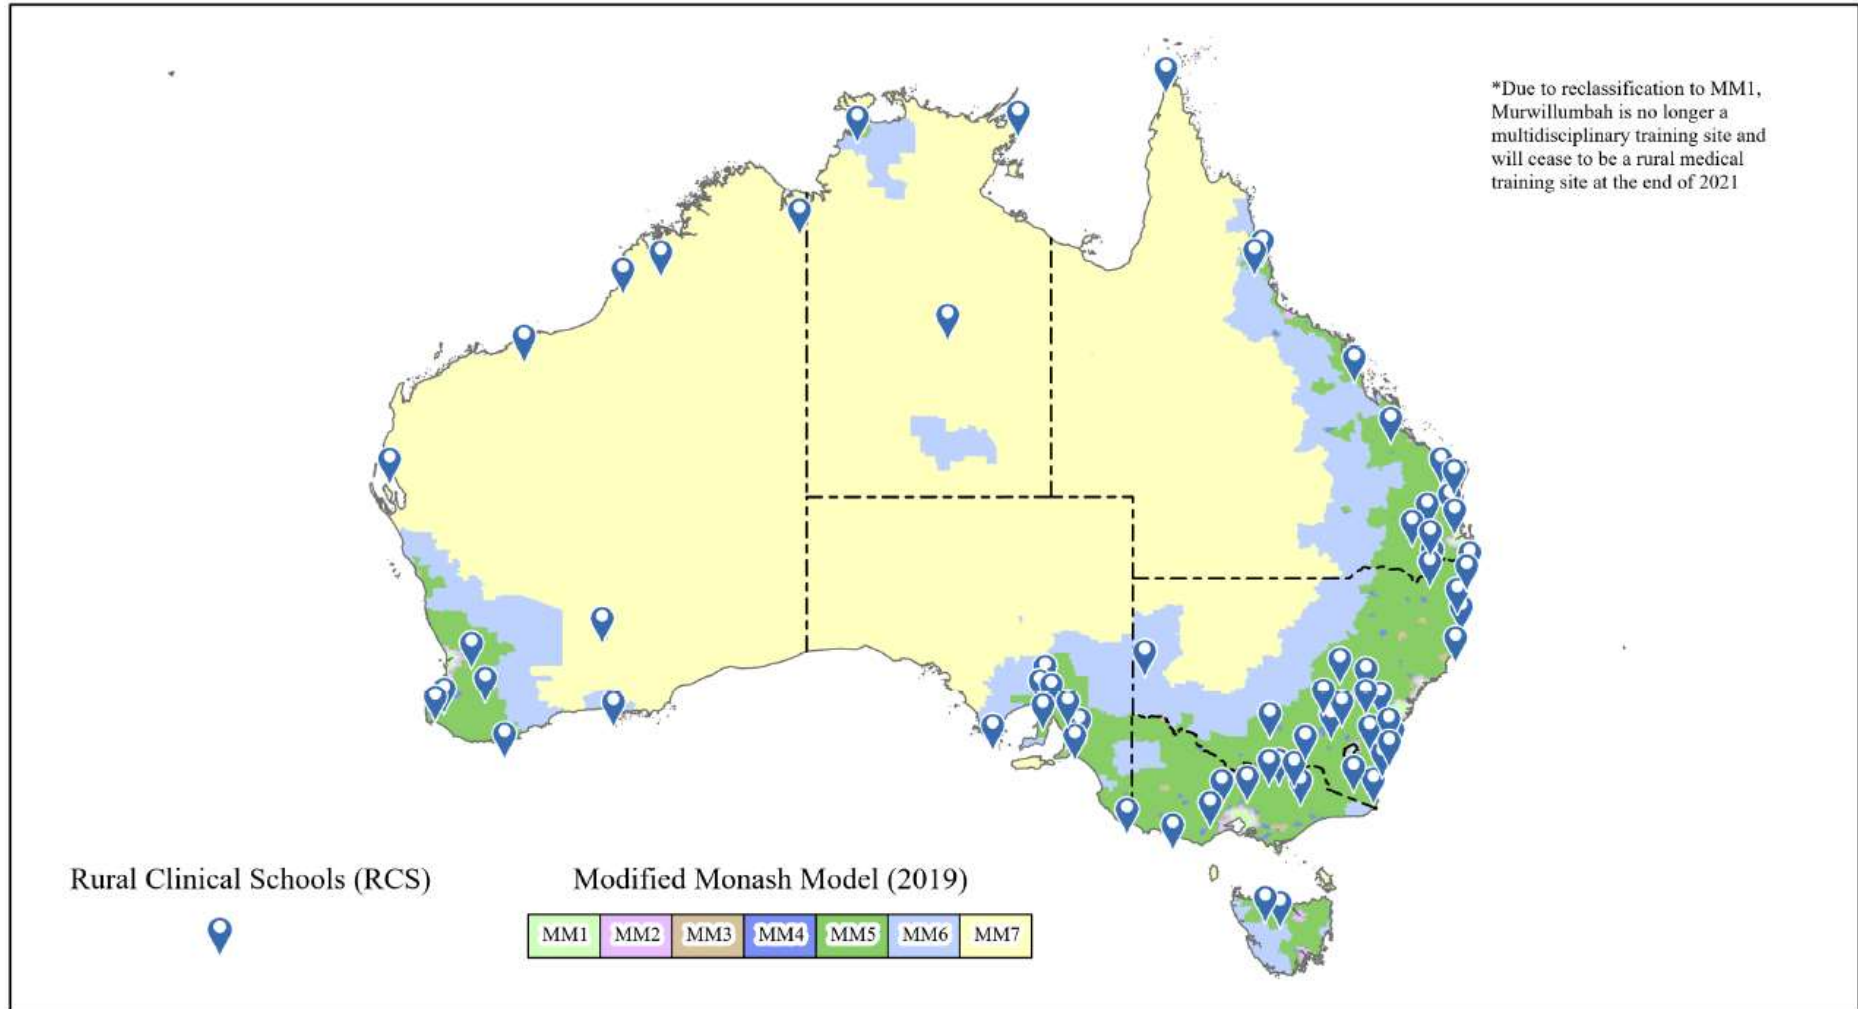 *Due to reclassification to MM1,
Murwillumbah is no longer a
multidisciplinary training site and
will cease to be a rural medical
training site at the end of 2021
Rural Clinical Schools (RCS)
Modified Monash Model (2019)
MM1 MM2 MM3 MM4 MM5 MM6 MM7